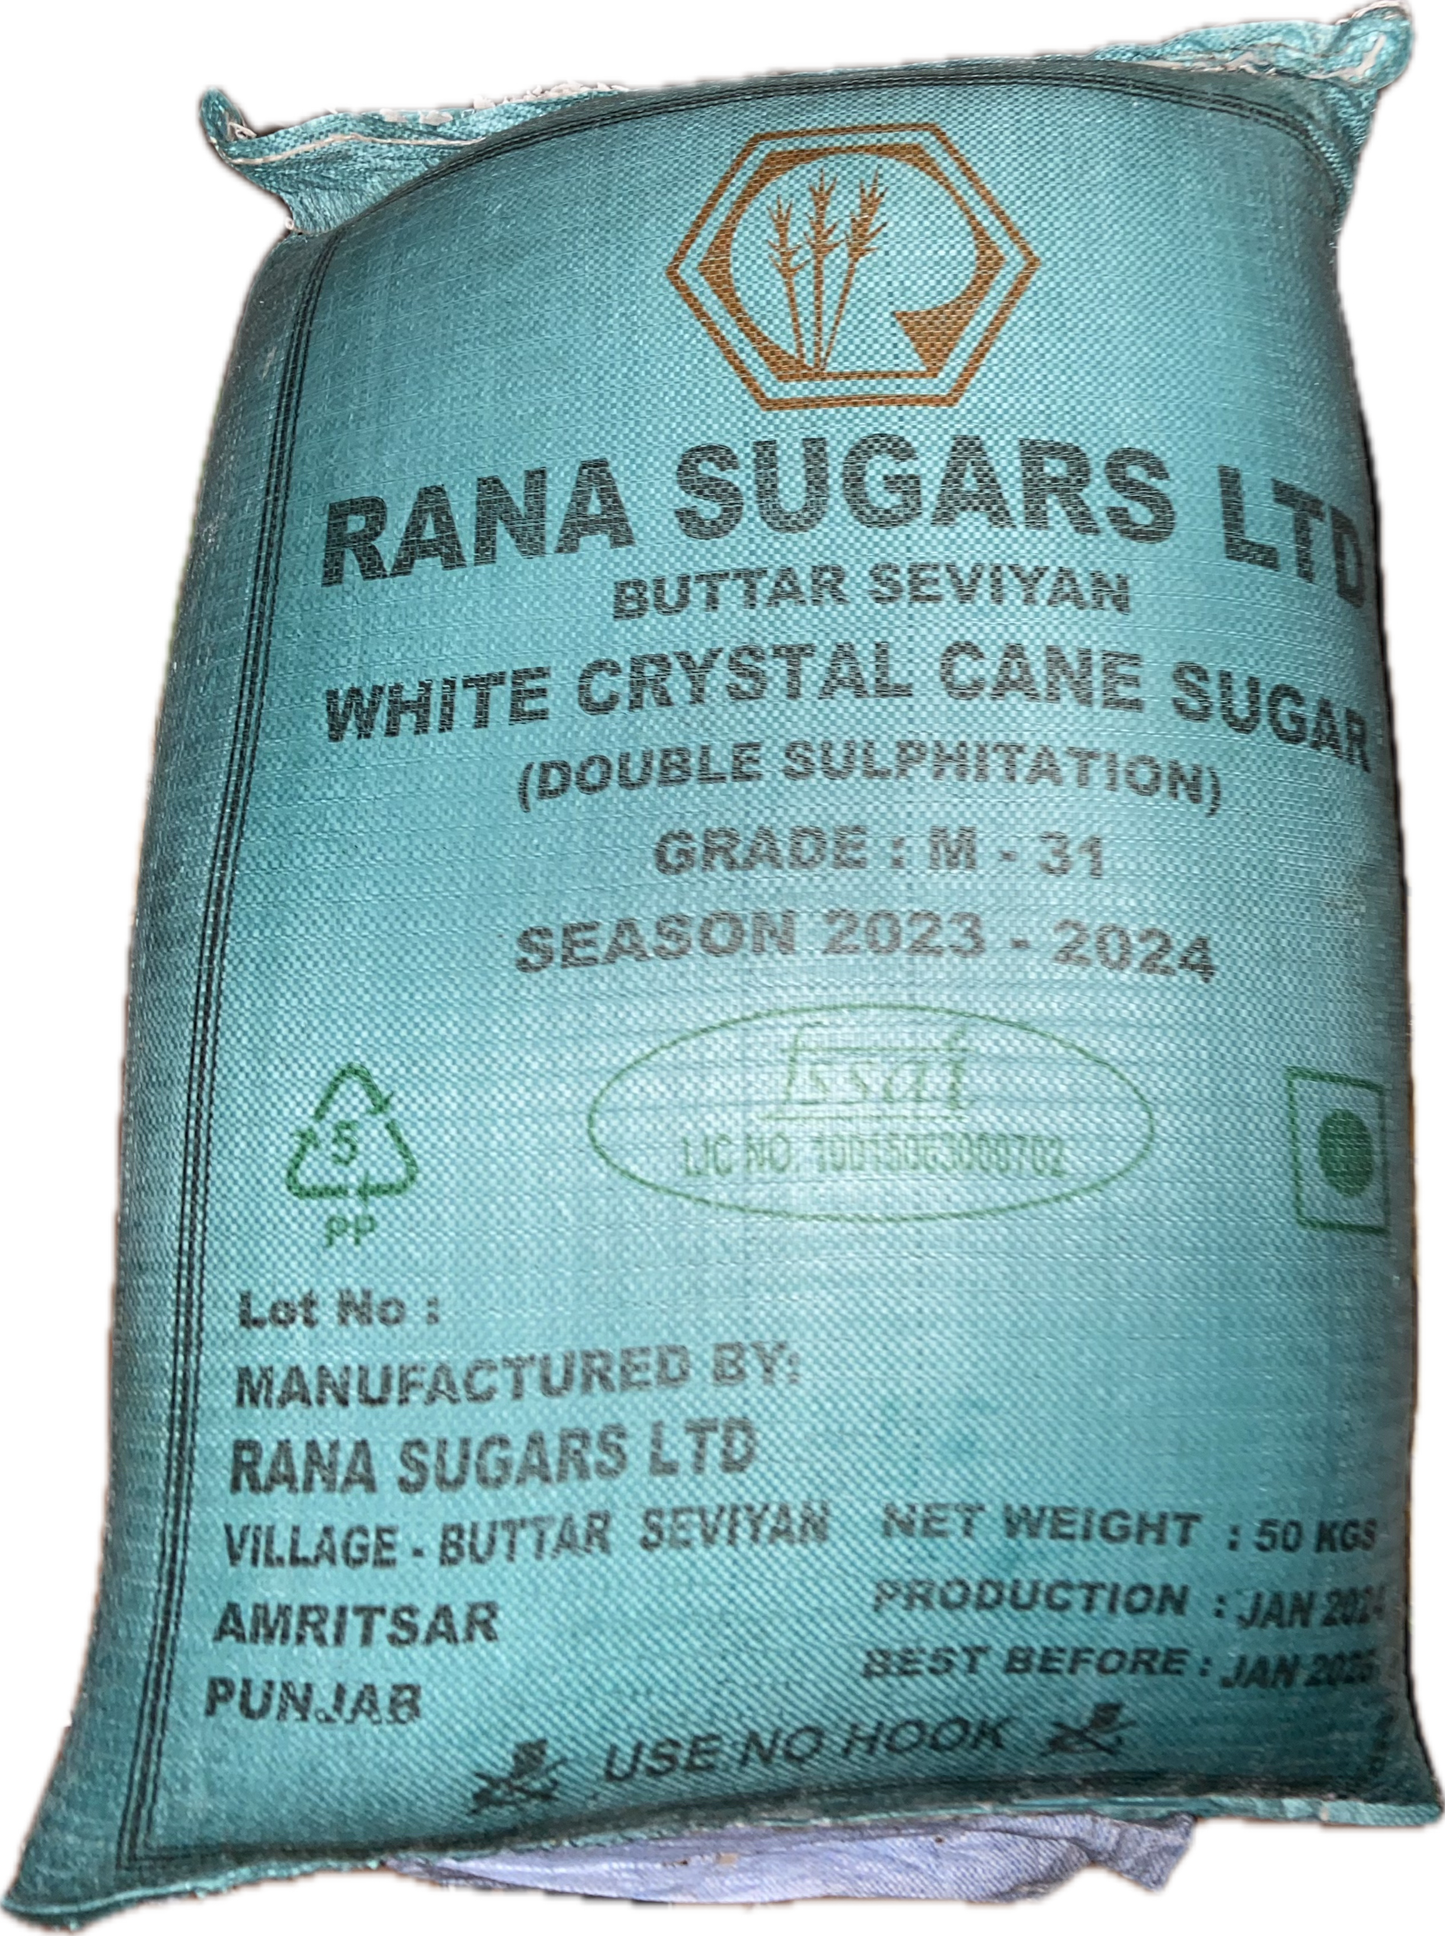 RANA SUGARS LTD
BUTTAR SEVIYAN
WHITE CRYSTAL CANE SUGAR
(DOUBLE SULPHITATION)
GRADE : M - 31
SEASON 2023 - 2024
fssai
LIC NO.
5
PP
Lot No :
MANUFACTURED BY:
RANA SUGARS LTD
VILLAGE - BUTTAR SEVIYAN
AMRITSAR
PUNJAB
NET WEIGHT : 50 KGS
PRODUCTION : JAN 2024
BEST BEFORE : JAN
USE NO HOOK